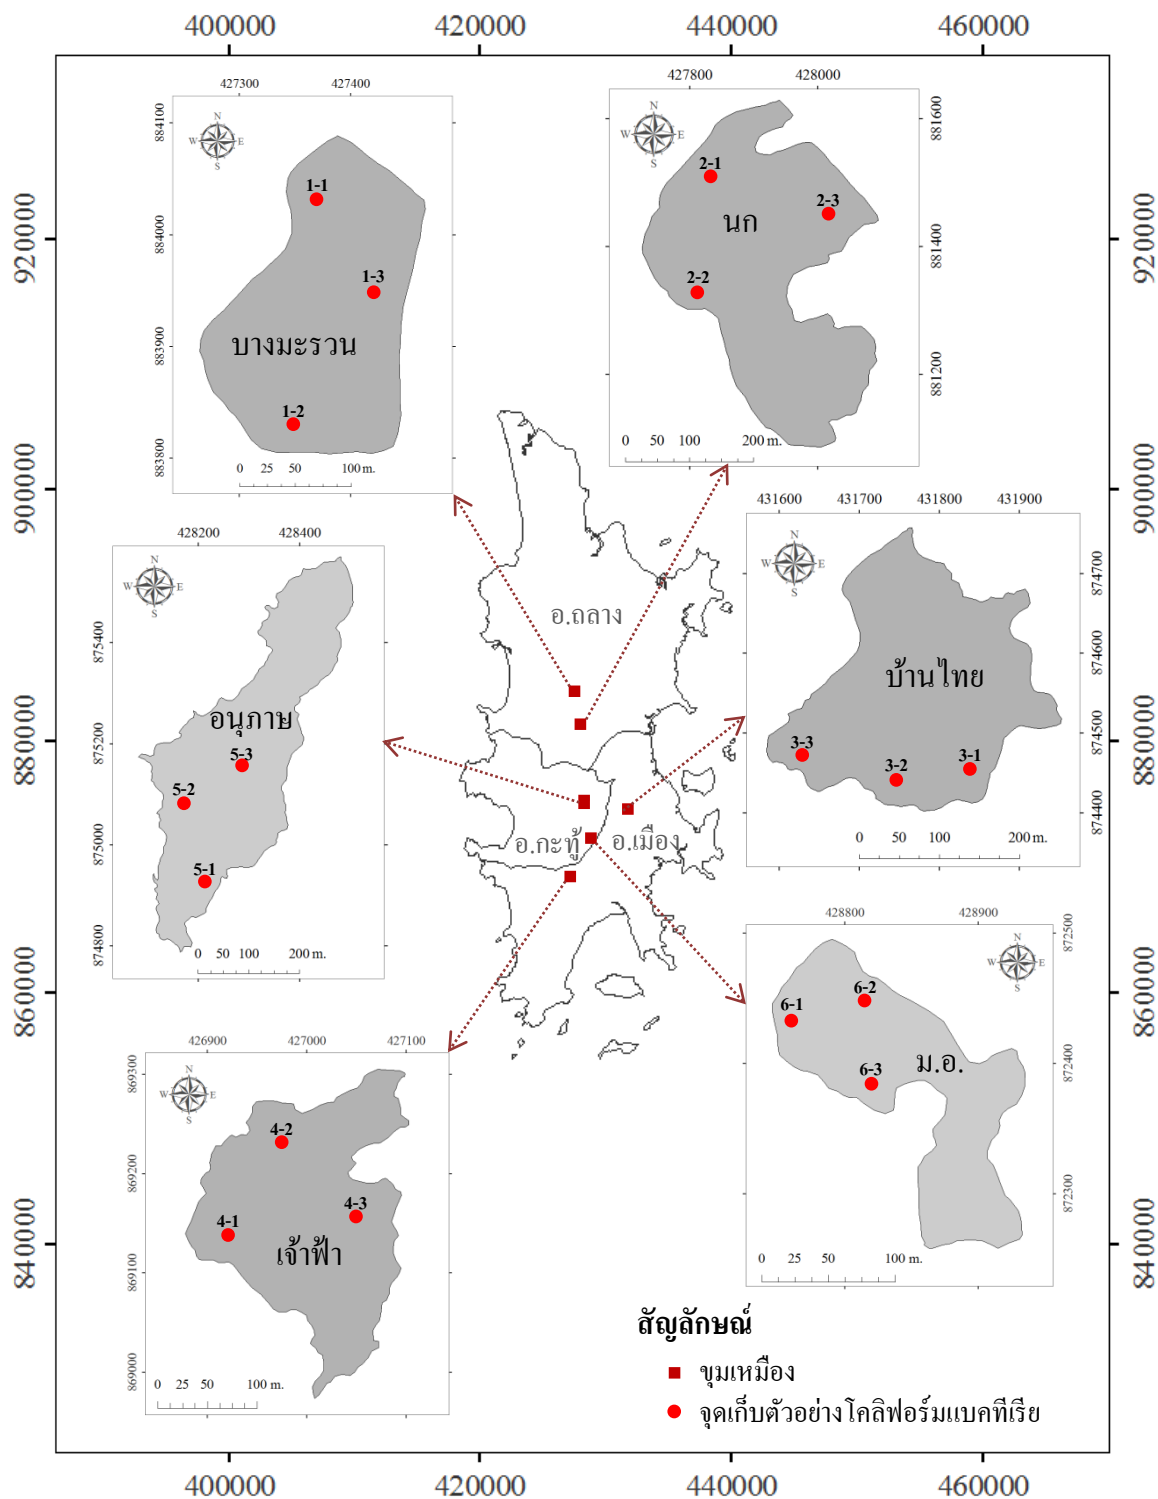 400000 420000 440000 460000
920000
900000
880000
860000
840000
920000
900000
880000
860000
840000
400000 420000 440000 460000
427300 427400
884100
884000
883900
883800
N
W E
S
1-1
1-3
บางมะรวน
1-2
0 25 50 100 m.
427800 428000
881600
881400
881200
N
W E
S
2-1
2-3
นก
2-2
0 50 100 200 m.
428200 428400
875400
875200
875000
874800
N
W E
S
อนุภาษ
5-3
5-2
5-1
0 50 100 200 m.
431600 431700 431800 431900
874700
874600
874500
874400
N
W E
S
บ้านไทย
3-3
3-2
3-1
0 50 100 200 m.
อ.ถลาง
อ.กะทู้
อ.เมือง
426900 427000 427100
869300
869200
869100
869000
N
W E
S
4-2
4-3
4-1
เจ้าฟ้า
0 25 50 100 m.
428800 428900
872500
872400
872300
N
W E
S
6-2
6-1
6-3
ม.อ.
0 25 50 100 m.
สัญลักษณ์
ขุมเหมือง
จุดเก็บตัวอย่างโคลิฟอร์มแบคทีเรีย